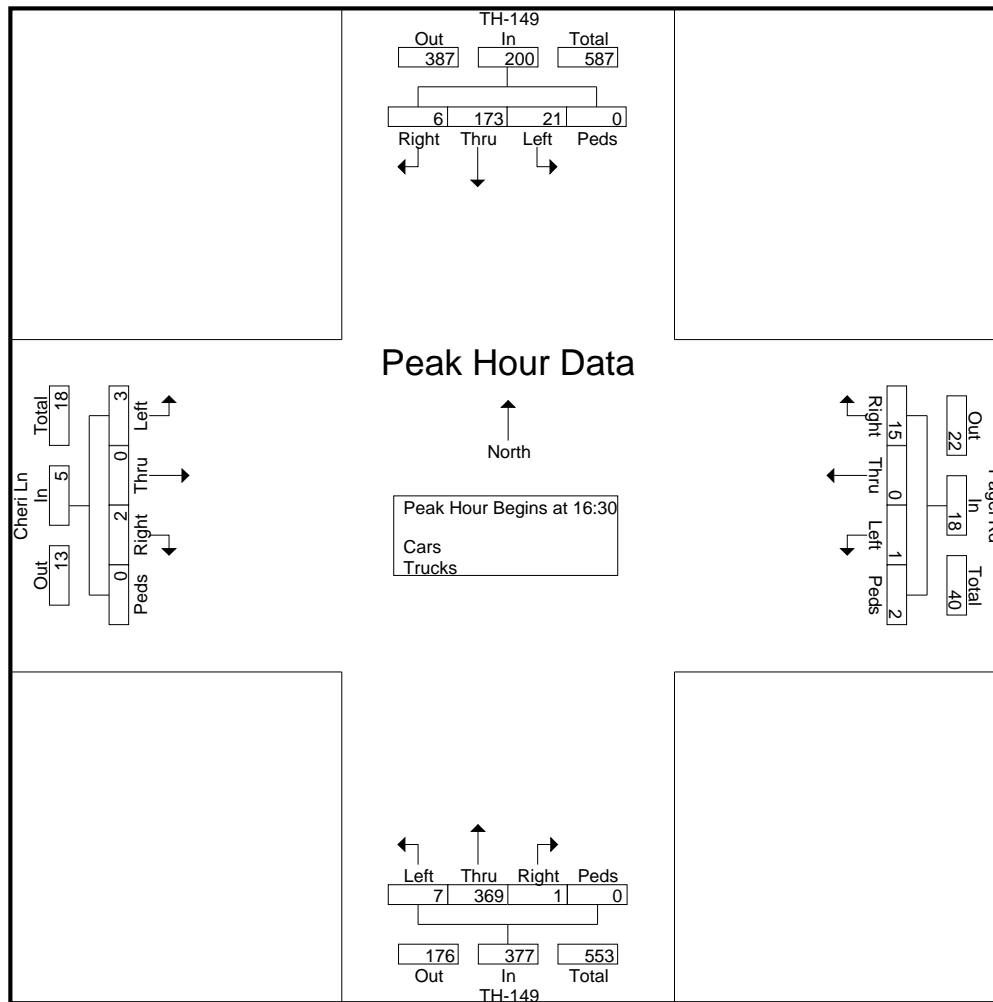 TH-149
Out In Total
387 200 587
6 173 21 0
Right Thru Left Peds
Peak Hour Data
North
Peak Hour Begins at 16:30
Cars
Trucks
Cheri Ln
Total In Out
18 5 13
3 0 2 0
Left Thru Right Peds
Right Thru Left Peds
15 0 1 2
Out In Total
22 18 40
Left Thru Right Peds
7 369 1 0
176 377 553
Out In Total
TH-149